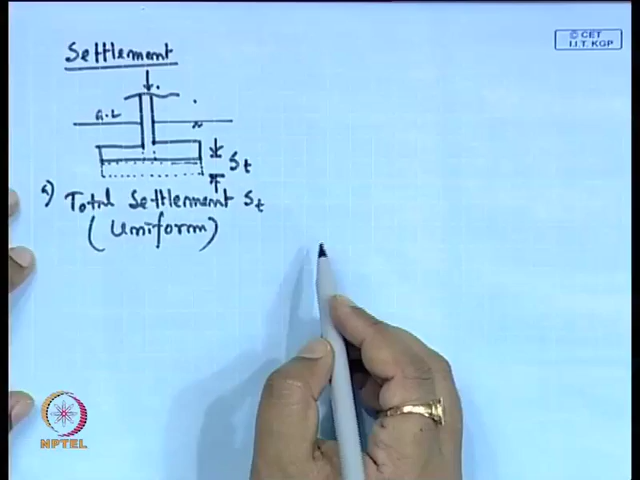 Settlement
© CET
I.I.T. KGP
G.L
St
a) Total Settlement St
(Uniform)
NPTEL